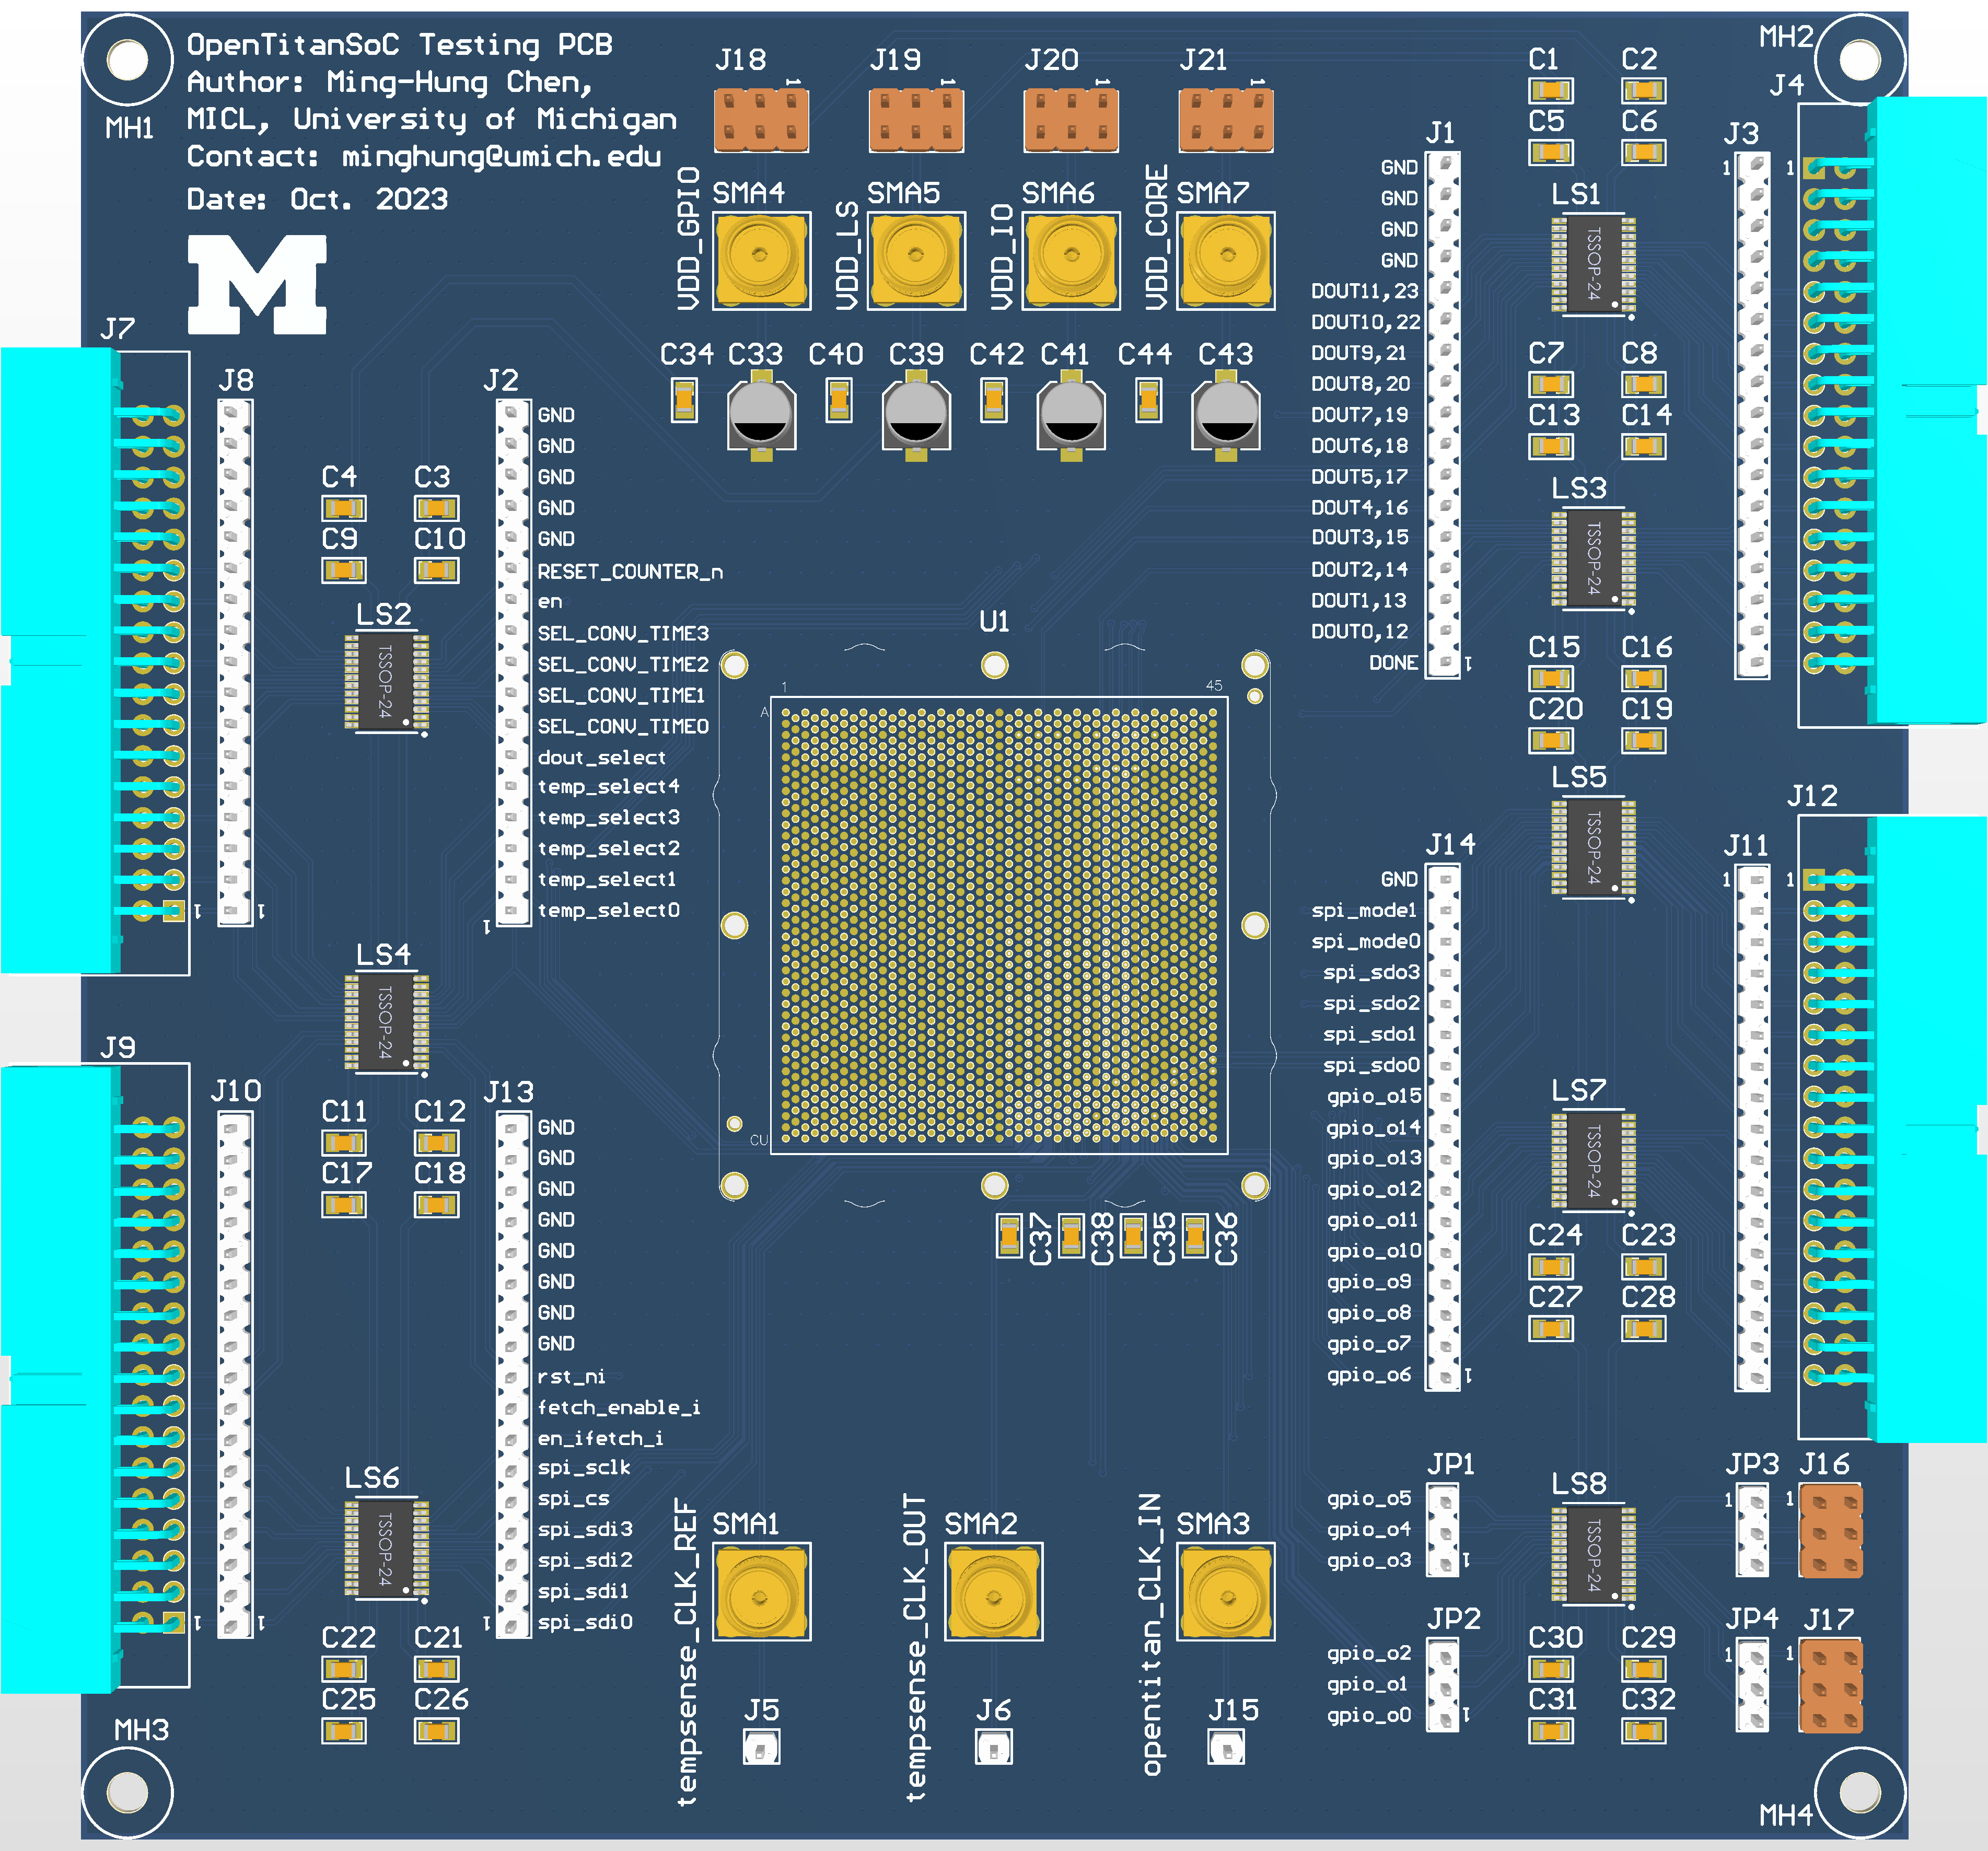 OpenTitanSoC Testing PCB
Author: Ming-Hung Chen,
MICL, University of Michigan
Contact: minghung@umich.edu
Date: Oct. 2023
M
MH1
MH2
J18
J19
J20
J21
1
1
1
1
VDD_GPIO
SMA4
VDD_LS
SMA5
VDD_IO
SMA6
VDD_CORE
SMA7
C34
C33
C40
C39
C42
C41
C44
C43
C1
C2
C5
C6
LS1
TSSOP-24
C7
C8
C13
C14
LS3
TSSOP-24
C15
C16
C20
C19
LS5
TSSOP-24
J1
GND
GND
GND
GND
DOUT11,23
DOUT10,22
DOUT9,21
DOUT8,20
DOUT7,19
DOUT6,18
DOUT5,17
DOUT4,16
DOUT3,15
DOUT2,14
DOUT1,13
DOUT0,12
DONE
1
J3
1
J4
1
J7
1
J8
1
J2
GND
GND
GND
GND
GND
RESET_COUNTER_n
en
SEL_CONV_TIME3
SEL_CONV_TIME2
SEL_CONV_TIME1
SEL_CONV_TIME0
dout_select
temp_select4
temp_select3
temp_select2
temp_select1
temp_select0
1
C4
C3
C9
C10
LS2
TSSOP-24
LS4
TSSOP-24
U1
1
45
A
CU
C37
C38
C35
C36
J14
GND
spi_mode1
spi_mode0
spi_sdo3
spi_sdo2
spi_sdo1
spi_sdo0
gpio_o15
gpio_o14
gpio_o13
gpio_o12
gpio_o11
gpio_o10
gpio_o9
gpio_o8
gpio_o7
gpio_o6
1
J11
1
J12
1
LS7
TSSOP-24
C24
C23
C27
C28
J9
1
J10
1
C11
C12
C17
C18
J13
GND
GND
GND
GND
GND
GND
GND
GND
rst_ni
fetch_enable_i
en_ifetch_i
spi_sclk
spi_cs
spi_sdi3
spi_sdi2
spi_sdi1
spi_sdi0
1
LS6
TSSOP-24
C22
C21
C25
C26
MH3
tempsense_CLK_REF
SMA1
J5
tempsense_CLK_OUT
SMA2
J6
opentitan_CLK_IN
SMA3
J15
JP1
gpio_o5
gpio_o4
gpio_o3
1
JP2
gpio_o2
gpio_o1
gpio_o0
1
LS8
TSSOP-24
C30
C29
C31
C32
JP3
1
J16
1
JP4
1
J17
1
MH4